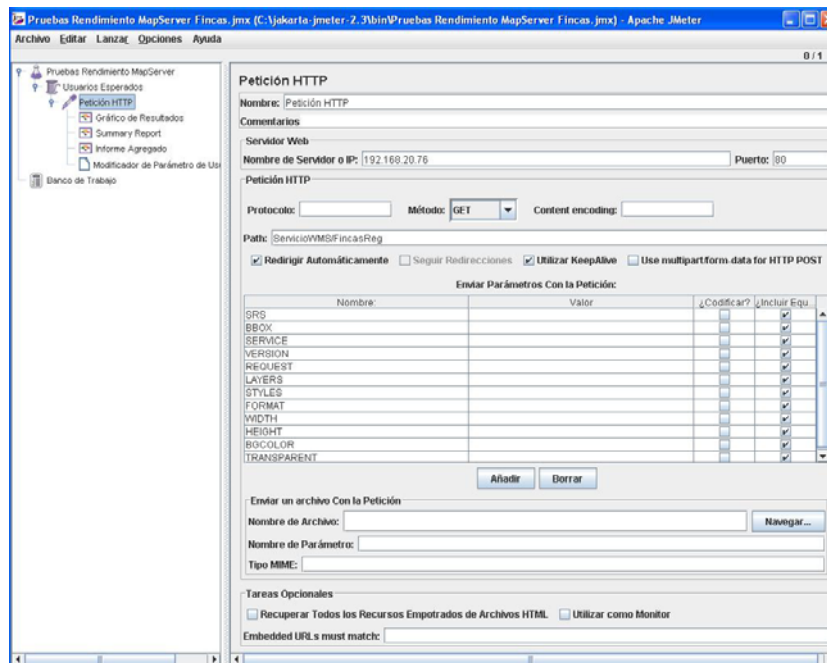 Pruebas Rendimiento MapServer Fincas.jmx (C:\jakarta-jmeter-2.3\bin\Pruebas Rendimiento MapServer Fincas.jmx) - Apache JMeter
Archivo Editar Lanzar Opciones Ayuda
0 / 1
Pruebas Rendimiento MapServer
Usuarios Esperados
Petición HTTP
Gráfico de Resultados
Summary Report
Informe Agregado
Modificador de Parámetro de Usu
Banco de Trabajo
Petición HTTP
Nombre: Petición HTTP
Comentarios
Servidor Web
Nombre de Servidor o IP: 192.168.20.76 Puerto: 80
Petición HTTP
Protocolo: Método: GET Content encoding:
Path: ServicioWMS/FincasReg
Redirigir Automáticamente Seguir Redirecciones Utilizar KeepAlive Use multipart/form-data for HTTP POST
Enviar Parámetros Con la Petición:
Nombre: Valor ¿Codificar? ¿Incluir Equ...
SRS
BBOX
SERVICE
VERSION
REQUEST
LAYERS
STYLES
FORMAT
WIDTH
HEIGHT
BGCOLOR
TRANSPARENT
Añadir Borrar
Enviar un archivo Con la Petición
Nombre de Archivo: Navegar...
Nombre de Parámetro:
Tipo MIME:
Tareas Opcionales
Recuperar Todos los Recursos Empotrados de Archivos HTML Utilizar como Monitor
Embedded URLs must match: